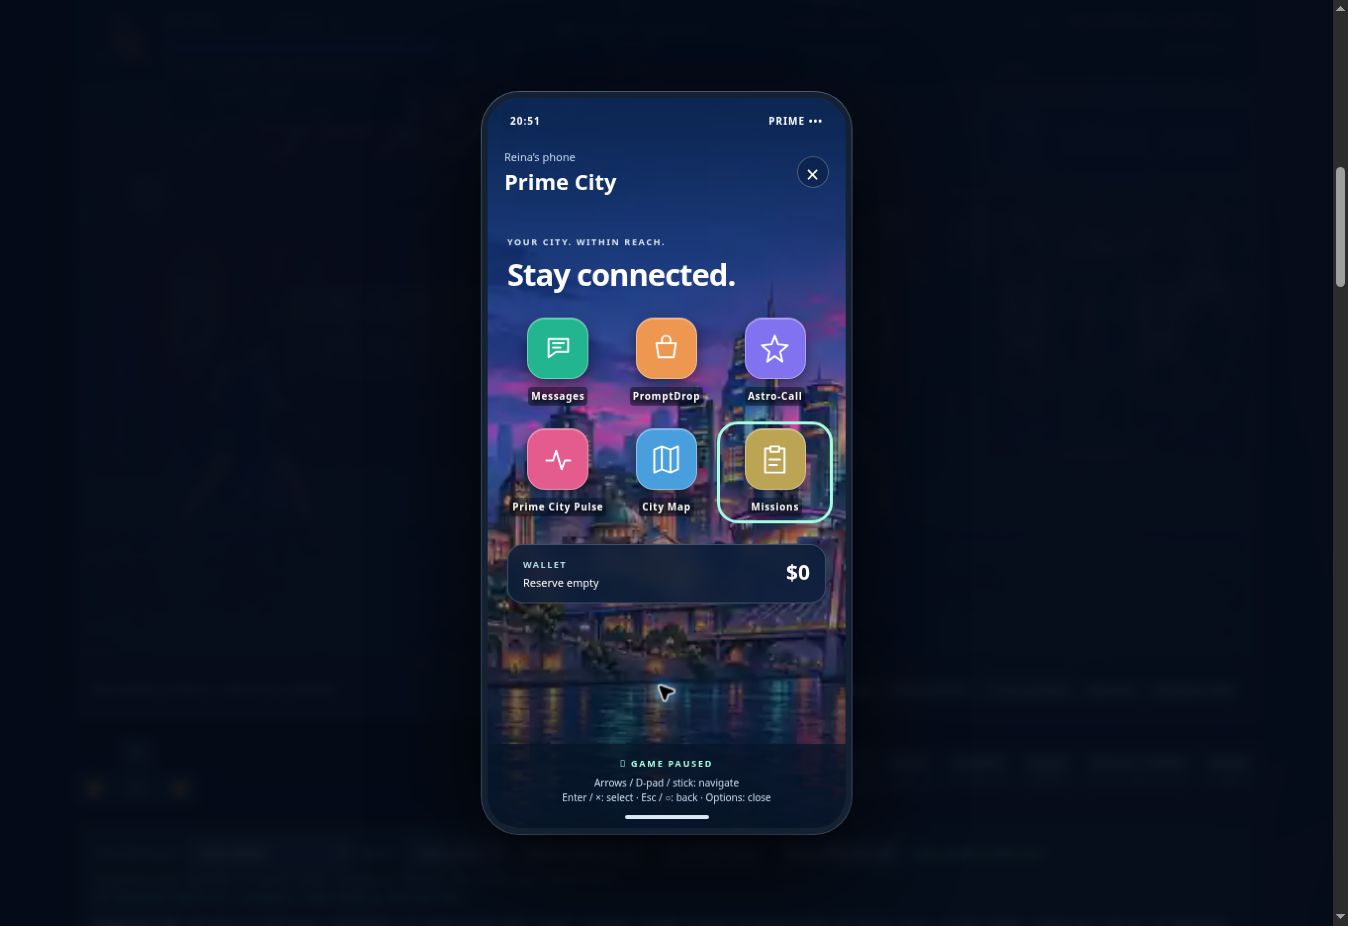 20:51
PRIME •••
Reina's phone
Prime City
YOUR CITY. WITHIN REACH.
Stay connected.
Messages
PromptDrop
Astro-Call
Prime City Pulse
City Map
Missions
WALLET
Reserve empty
$0
GAME PAUSED
Arrows / D-pad / stick: navigate
Enter / ×: select · Esc / ○: back · Options: close